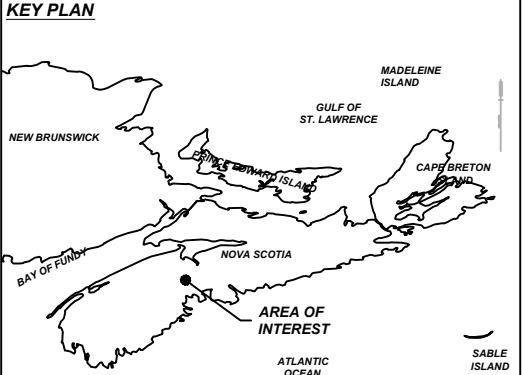 KEY PLAN
MADELEINE
ISLAND
GULF OF
ST. LAWRENCE
NEW BRUNSWICK
PRINCE EDWARD ISLAND
CAPE BRETON
ISLAND
NOVA SCOTIA
BAY OF FUNDY
AREA OF
INTEREST
ATLANTIC
OCEAN
SABLE
ISLAND